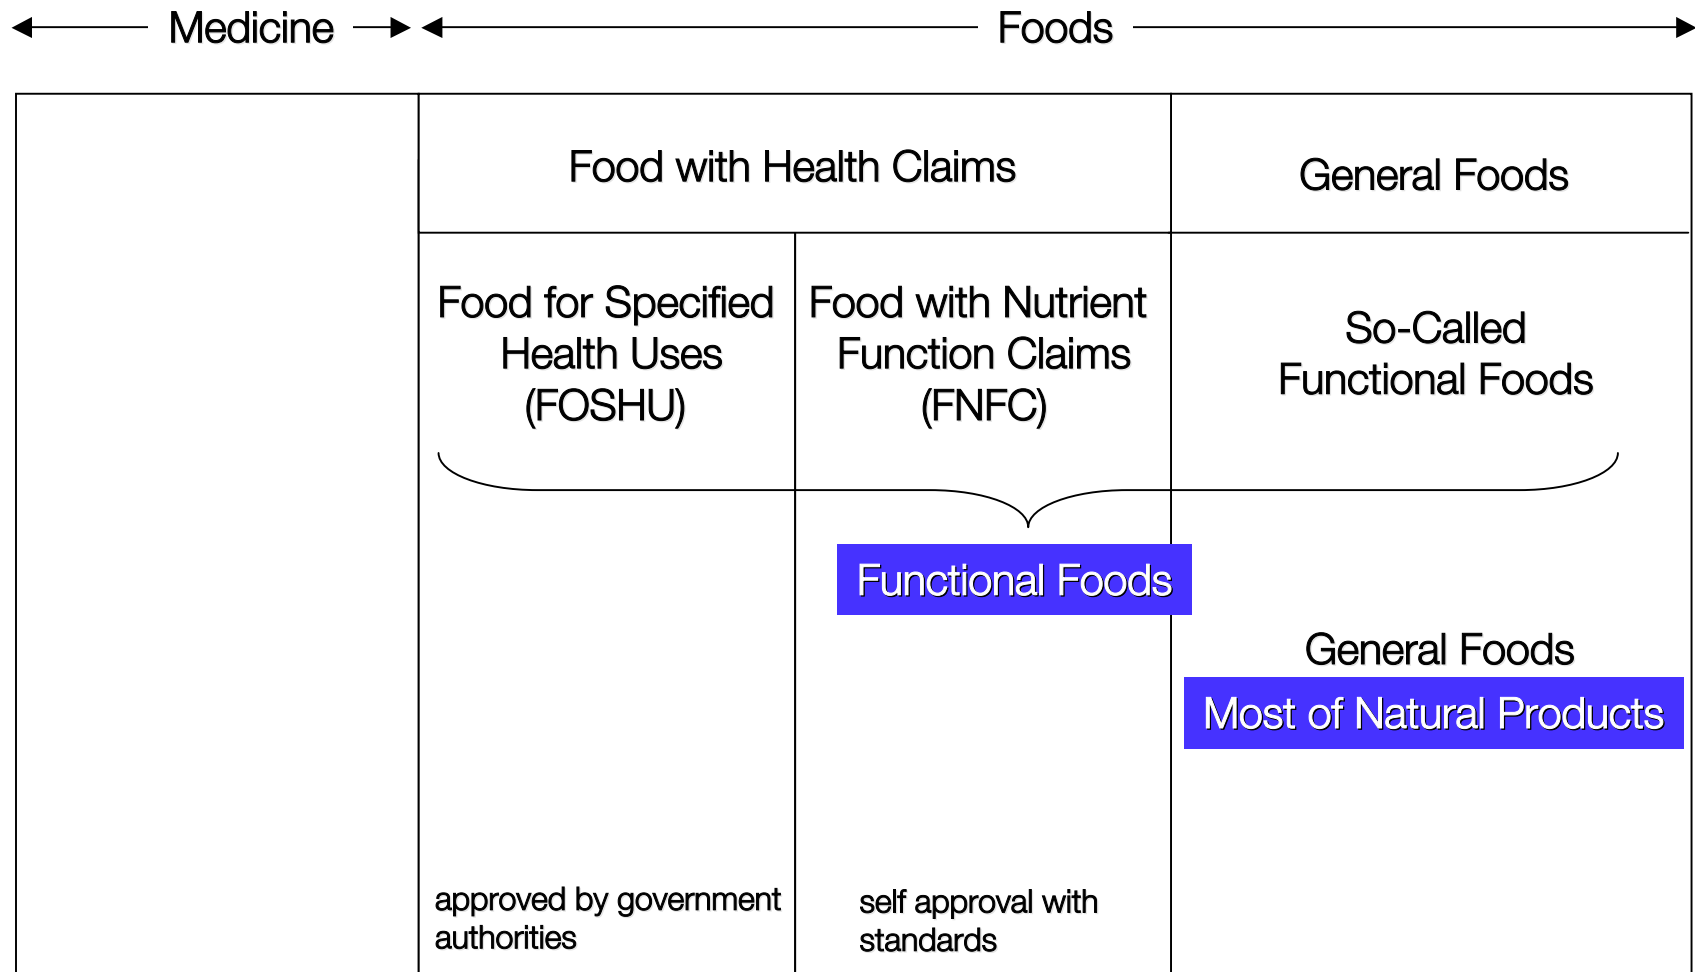 Medicine
Foods
Food with Health Claims
General Foods
Food for Specified
Health Uses
(FOSHU)
Food with Nutrient
Function Claims
(FNFC)
So-Called
Functional Foods
Functional Foods
General Foods
Most of Natural Products
approved by government
authorities
self approval with
standards